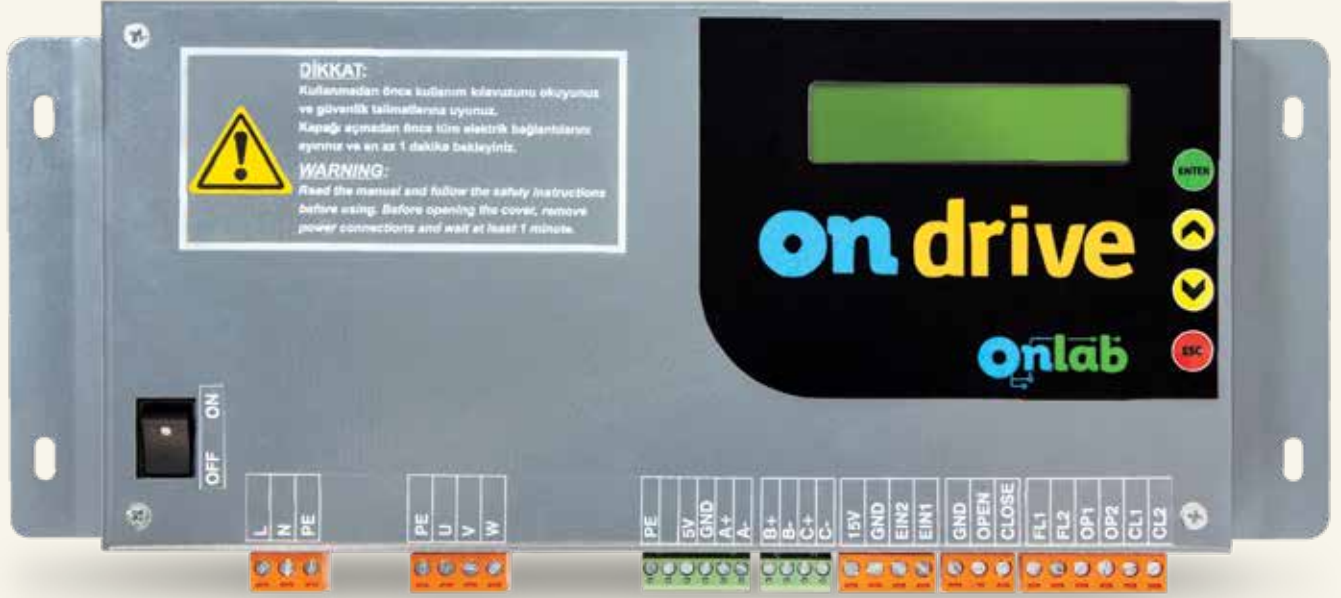 DİKKAT:
Kullanmadan önce kullanım kılavuzunu okuyunuz
ve güvenlik talimatlarına uyunuz.
Kapağı açmadan önce tüm elektrik bağlantılarını
ayırınız ve en az 1 dakika bekleyiniz.
WARNING:
Read the manual and follow the safety instructions
before using. Before opening the cover, remove
power connections and wait at least 1 minute.
ENTER
on drive
onlab
ESC
OFF ON
L N PE
PE U V W
PE 5V GND A+ A-
B+ B- C+ C-
15V GND EIN2 EIN1
GND OPEN CLOSE
FL1 FL2 OP1 OP2 CL1 CL2